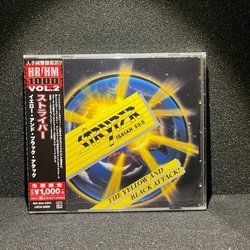 HR/HM
1000
VOL.2
ストライパー
イエロー・アンド・ブラック・アタック
¥1,000
STRYPER
ISAIAH 53:5
THE YELLOW AND
BLACK ATTACK!